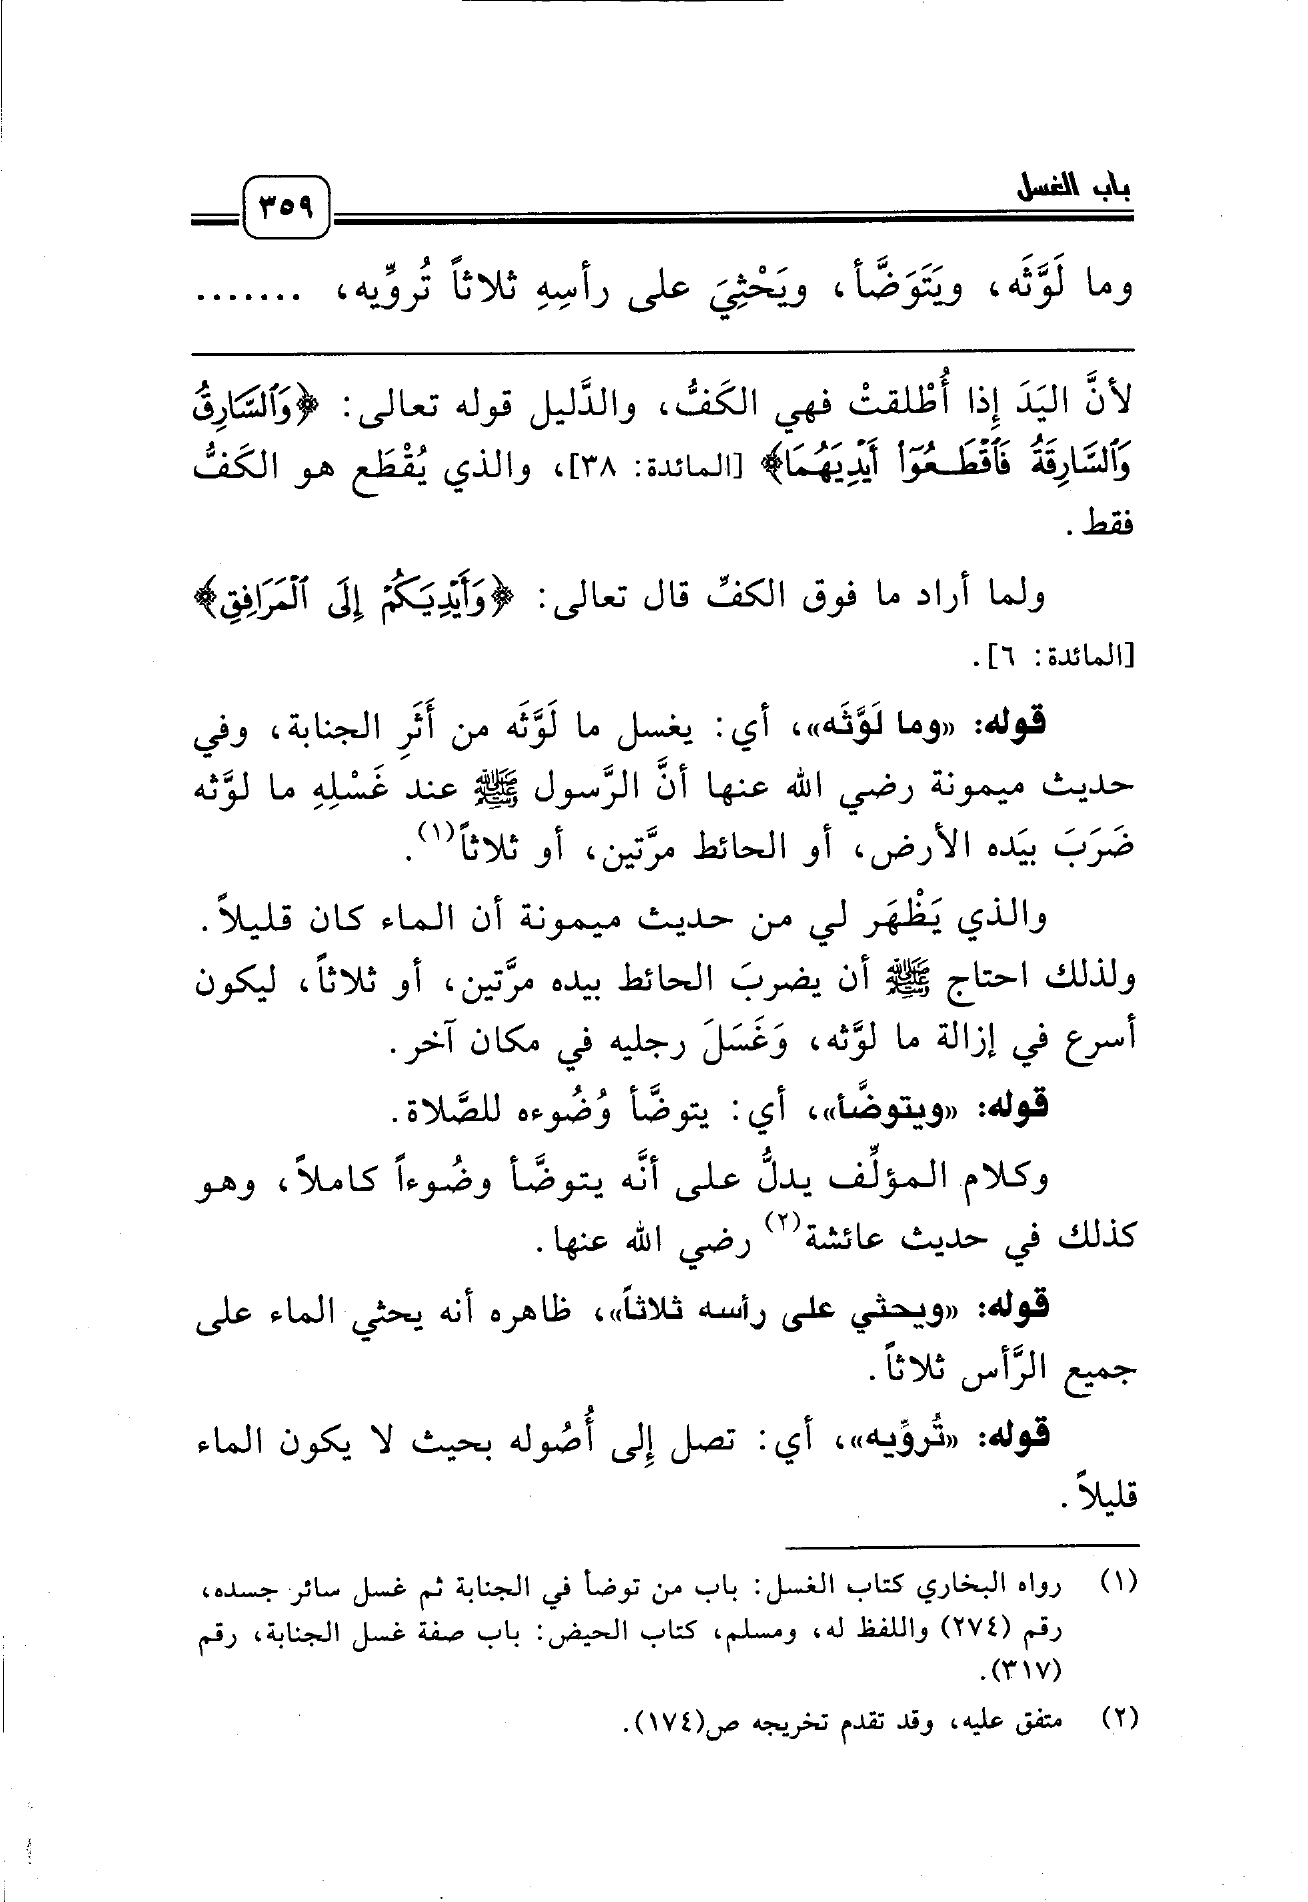 باب الغسل
٣٥٩
وما لَوَّثَه، ويَتَوَضَّأ، ويَحْثِيَ على رأسِهِ ثلاثاً تُروِّيه، .......
لأنَّ اليَدَ إذا أُطْلقتْ فهي الكَفُّ، والدَّليل قوله تعالى: ﴿وَٱلسَّارِقُ
وَٱلسَّارِقَةُ فَٱقْطَعُوٓا۟ أَيْدِيَهُمَا﴾ [المائدة: ٣٨]، والذي يُقْطَع هو الكَفُّ
فقط.
ولما أراد ما فوق الكفِّ قال تعالى: ﴿وَأَيْدِيَكُمْ إِلَى ٱلْمَرَافِقِ﴾
[المائدة: ٦].
قوله: «وما لَوَّثَه»، أي: يغسل ما لَوَّثَه من أَثَرِ الجنابة، وفي
حديث ميمونة رضي الله عنها أنَّ الرَّسول ﷺ عند غَسْلِهِ ما لوَّثه
ضَرَبَ بيَده الأرض، أو الحائط مرَّتين، أو ثلاثاً(١).
والذي يَظْهَر لي من حديث ميمونة أن الماء كان قليلاً.
ولذلك احتاج ﷺ أن يضربَ الحائط بيده مرَّتين، أو ثلاثاً، ليكون
أسرع في إزالة ما لوَّثه، وَغَسَلَ رجليه في مكان آخر.
قوله: «ويتوضَّأ»، أي: يتوضَّأ وُضُوءه للصَّلاة.
وكلام المؤلِّف يدلُّ على أنَّه يتوضَّأ وضُوءاً كاملاً، وهو
كذلك في حديث عائشة(٢) رضي الله عنها.
قوله: «ويحثي على رأسه ثلاثاً»، ظاهره أنه يحثي الماء على
جميع الرَّأس ثلاثاً.
قوله: «تُروِّيه»، أي: تصل إلى أُصُوله بحيث لا يكون الماء
قليلاً.
(١) رواه البخاري كتاب الغسل: باب من توضأ في الجنابة ثم غسل سائر جسده،
رقم (٢٧٤) واللفظ له، ومسلم، كتاب الحيض: باب صفة غسل الجنابة، رقم
(٣١٧).
(٢) متفق عليه، وقد تقدم تخريجه ص(١٧٤).